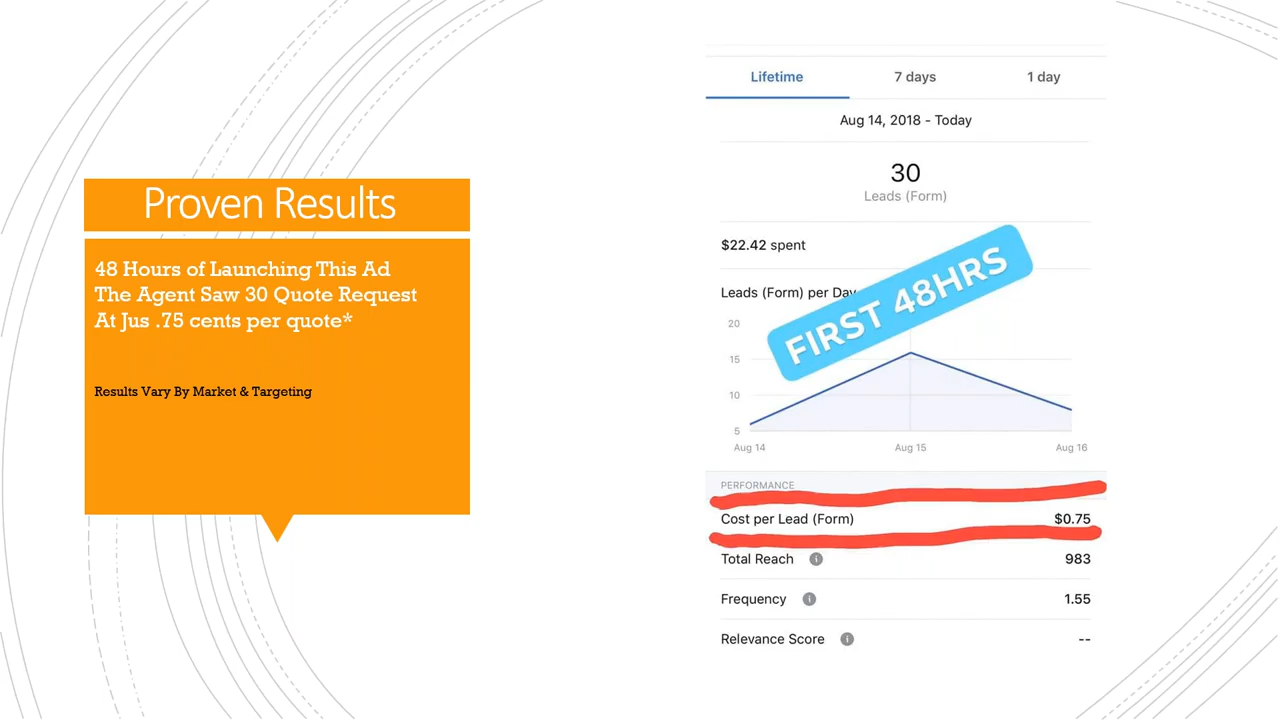 Proven Results
48 Hours of Launching This Ad
The Agent Saw 30 Quote Request
At Jus .75 cents per quote*
Results Vary By Market & Targeting
Lifetime 7 days 1 day
Aug 14, 2018 - Today
30
Leads (Form)
$22.42 spent
Leads (Form) per Day
FIRST 48HRS
20
15
10
5
Aug 14 Aug 15 Aug 16
PERFORMANCE
Cost per Lead (Form) $0.75
Total Reach 983
Frequency 1.55
Relevance Score --